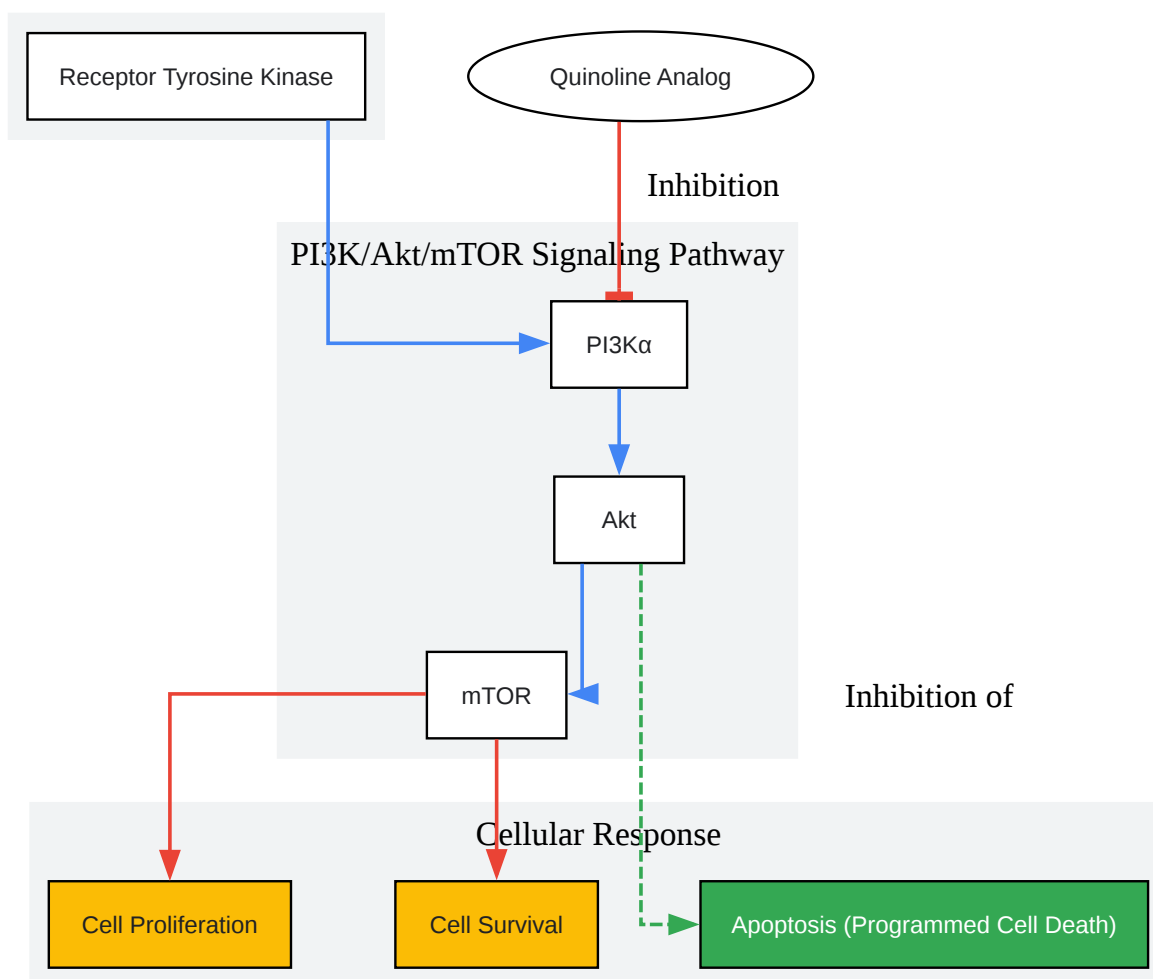 Receptor Tyrosine Kinase
Quinoline Analog
Inhibition
PI3K/Akt/mTOR Signaling Pathway
PI3Kα
Akt
mTOR
Inhibition of
Cellular Response
Cell Proliferation
Cell Survival
Apoptosis (Programmed Cell Death)